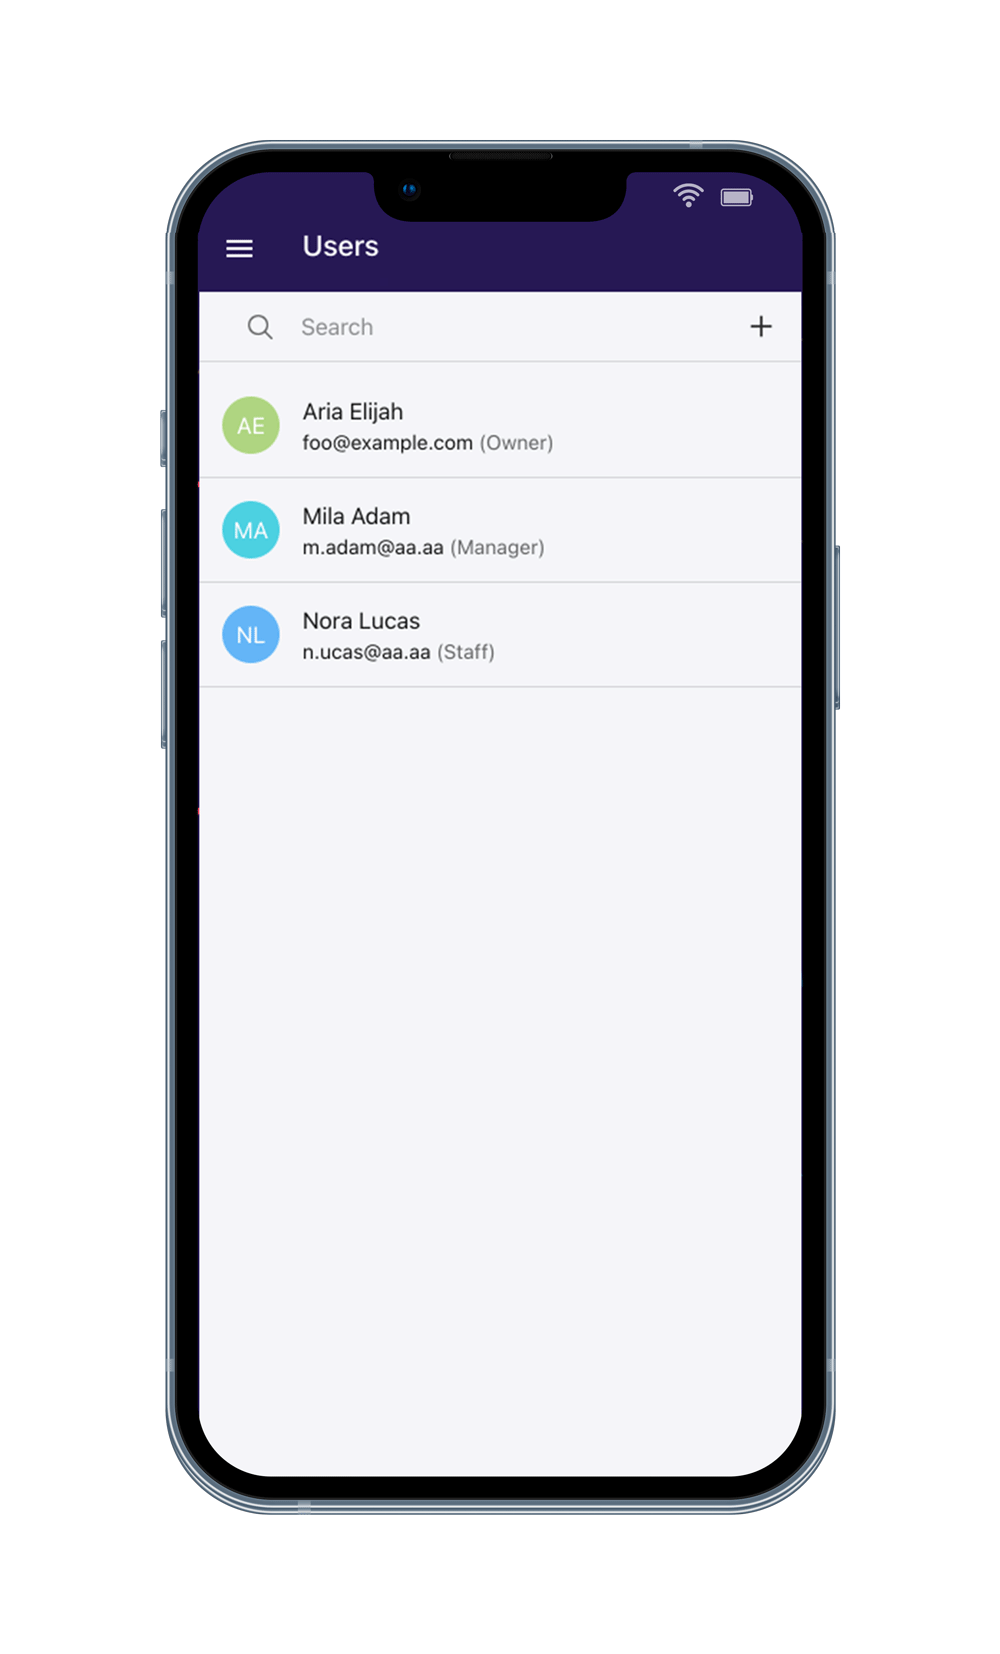 Users
Search
AE
Aria Elijah
foo@example.com (Owner)
MA
Mila Adam
m.adam@aa.aa (Manager)
NL
Nora Lucas
n.ucas@aa.aa (Staff)